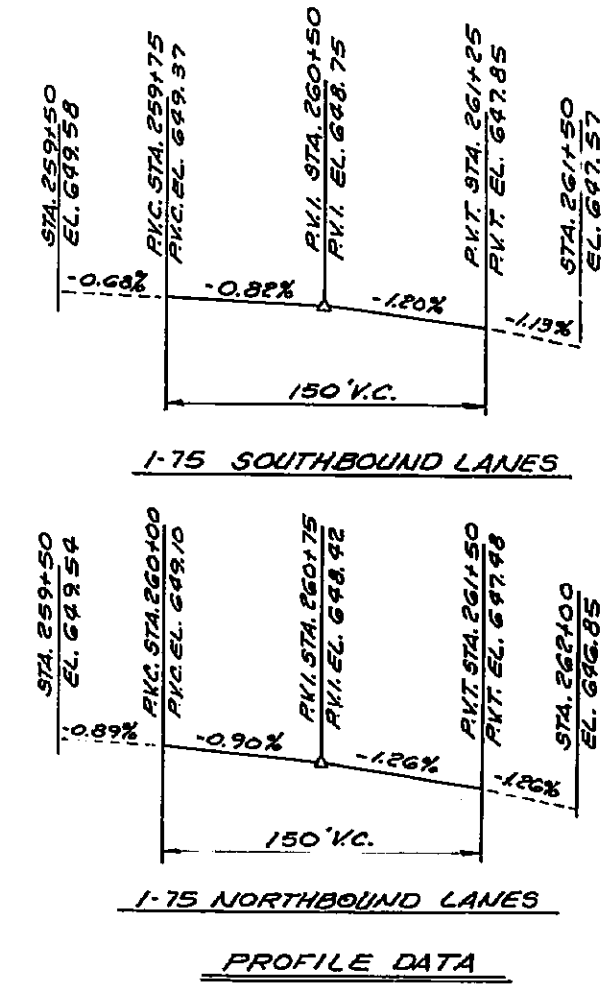 STA. 259+50
EL. 649.58
P.V.C. STA. 259+75
P.V.C. EL. 649.37
P.V.I. STA. 260+50
P.V.I. EL. 648.75
P.V.T. STA. 261+25
P.V.T. EL. 647.85
STA. 261+50
EL. 647.57
-0.68%
-0.82%
-1.20%
-1.13%
150' V.C.
I-75 SOUTHBOUND LANES
STA. 259+50
EL. 649.54
P.V.C. STA. 260+00
P.V.C. EL. 649.10
P.V.I. STA. 260+75
P.V.I. EL. 648.42
P.V.T. STA. 261+50
P.V.T. EL. 647.48
STA. 262+00
EL. 646.85
-0.89%
-0.90%
-1.26%
-1.26%
150' V.C.
I-75 NORTHBOUND LANES
PROFILE DATA